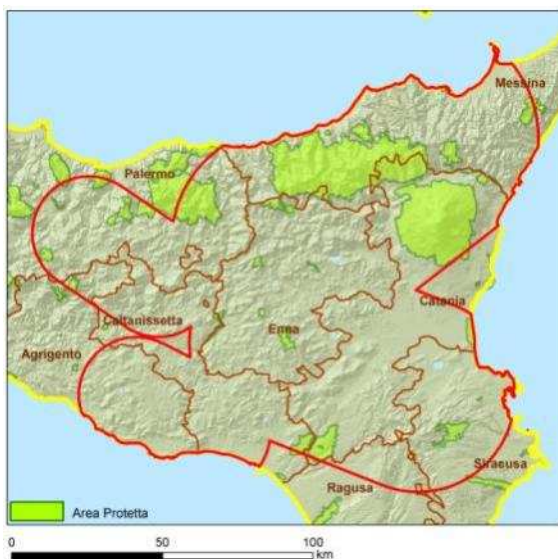 Messina
Palermo
Catania
Caltanissetta
Enna
Agrigento
Siracusa
Ragusa
Area Protetta
0 50 100
km